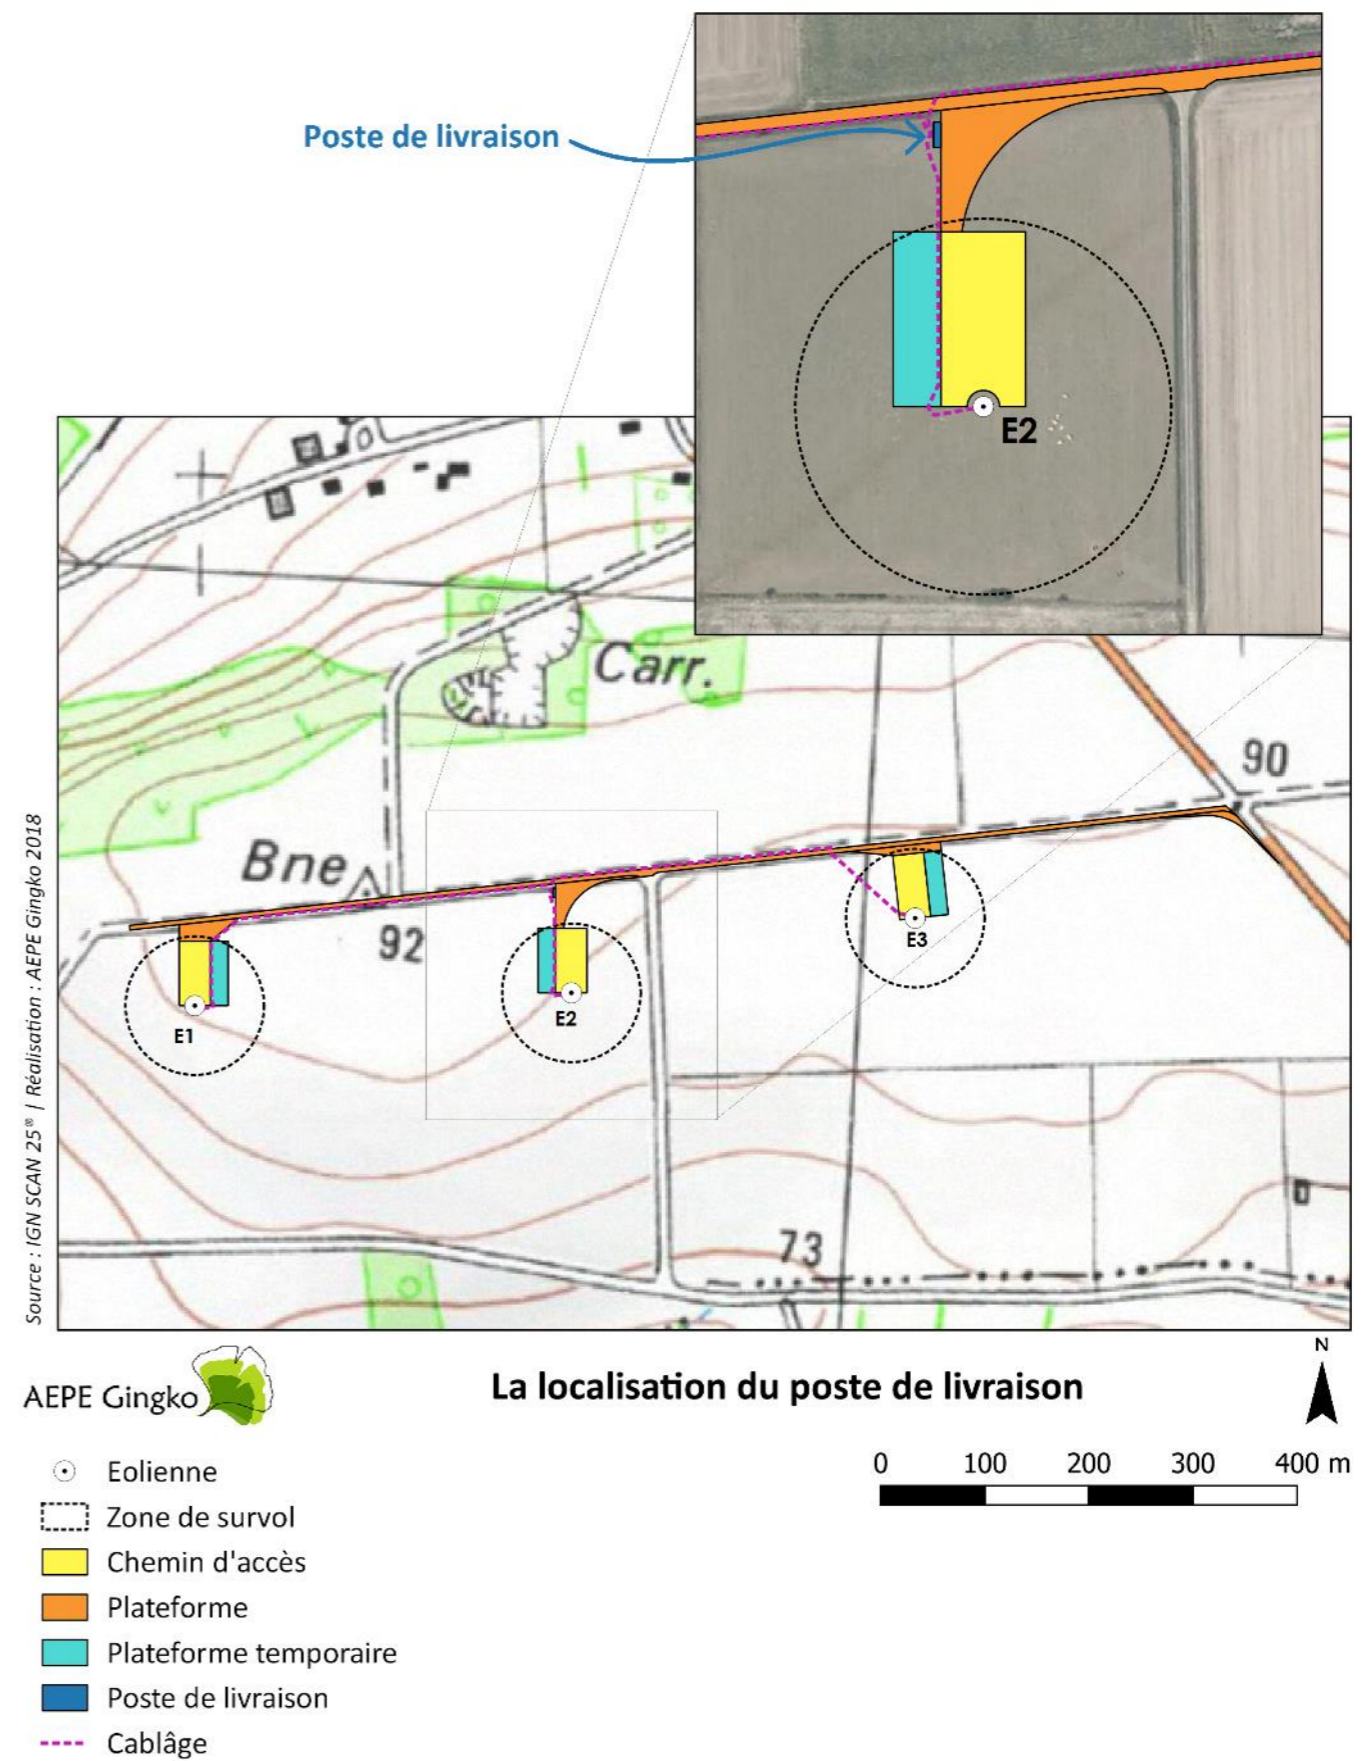 Poste de livraison
E2
Carr.
90
Bne
92
E1
E2
E3
73
Source : IGN SCAN 25® | Réalisation : AEPE Gingko 2018
AEPE Gingko
La localisation du poste de livraison
N
0 100 200 300 400 m
Eolienne
Zone de survol
Chemin d'accès
Plateforme
Plateforme temporaire
Poste de livraison
Cablâge